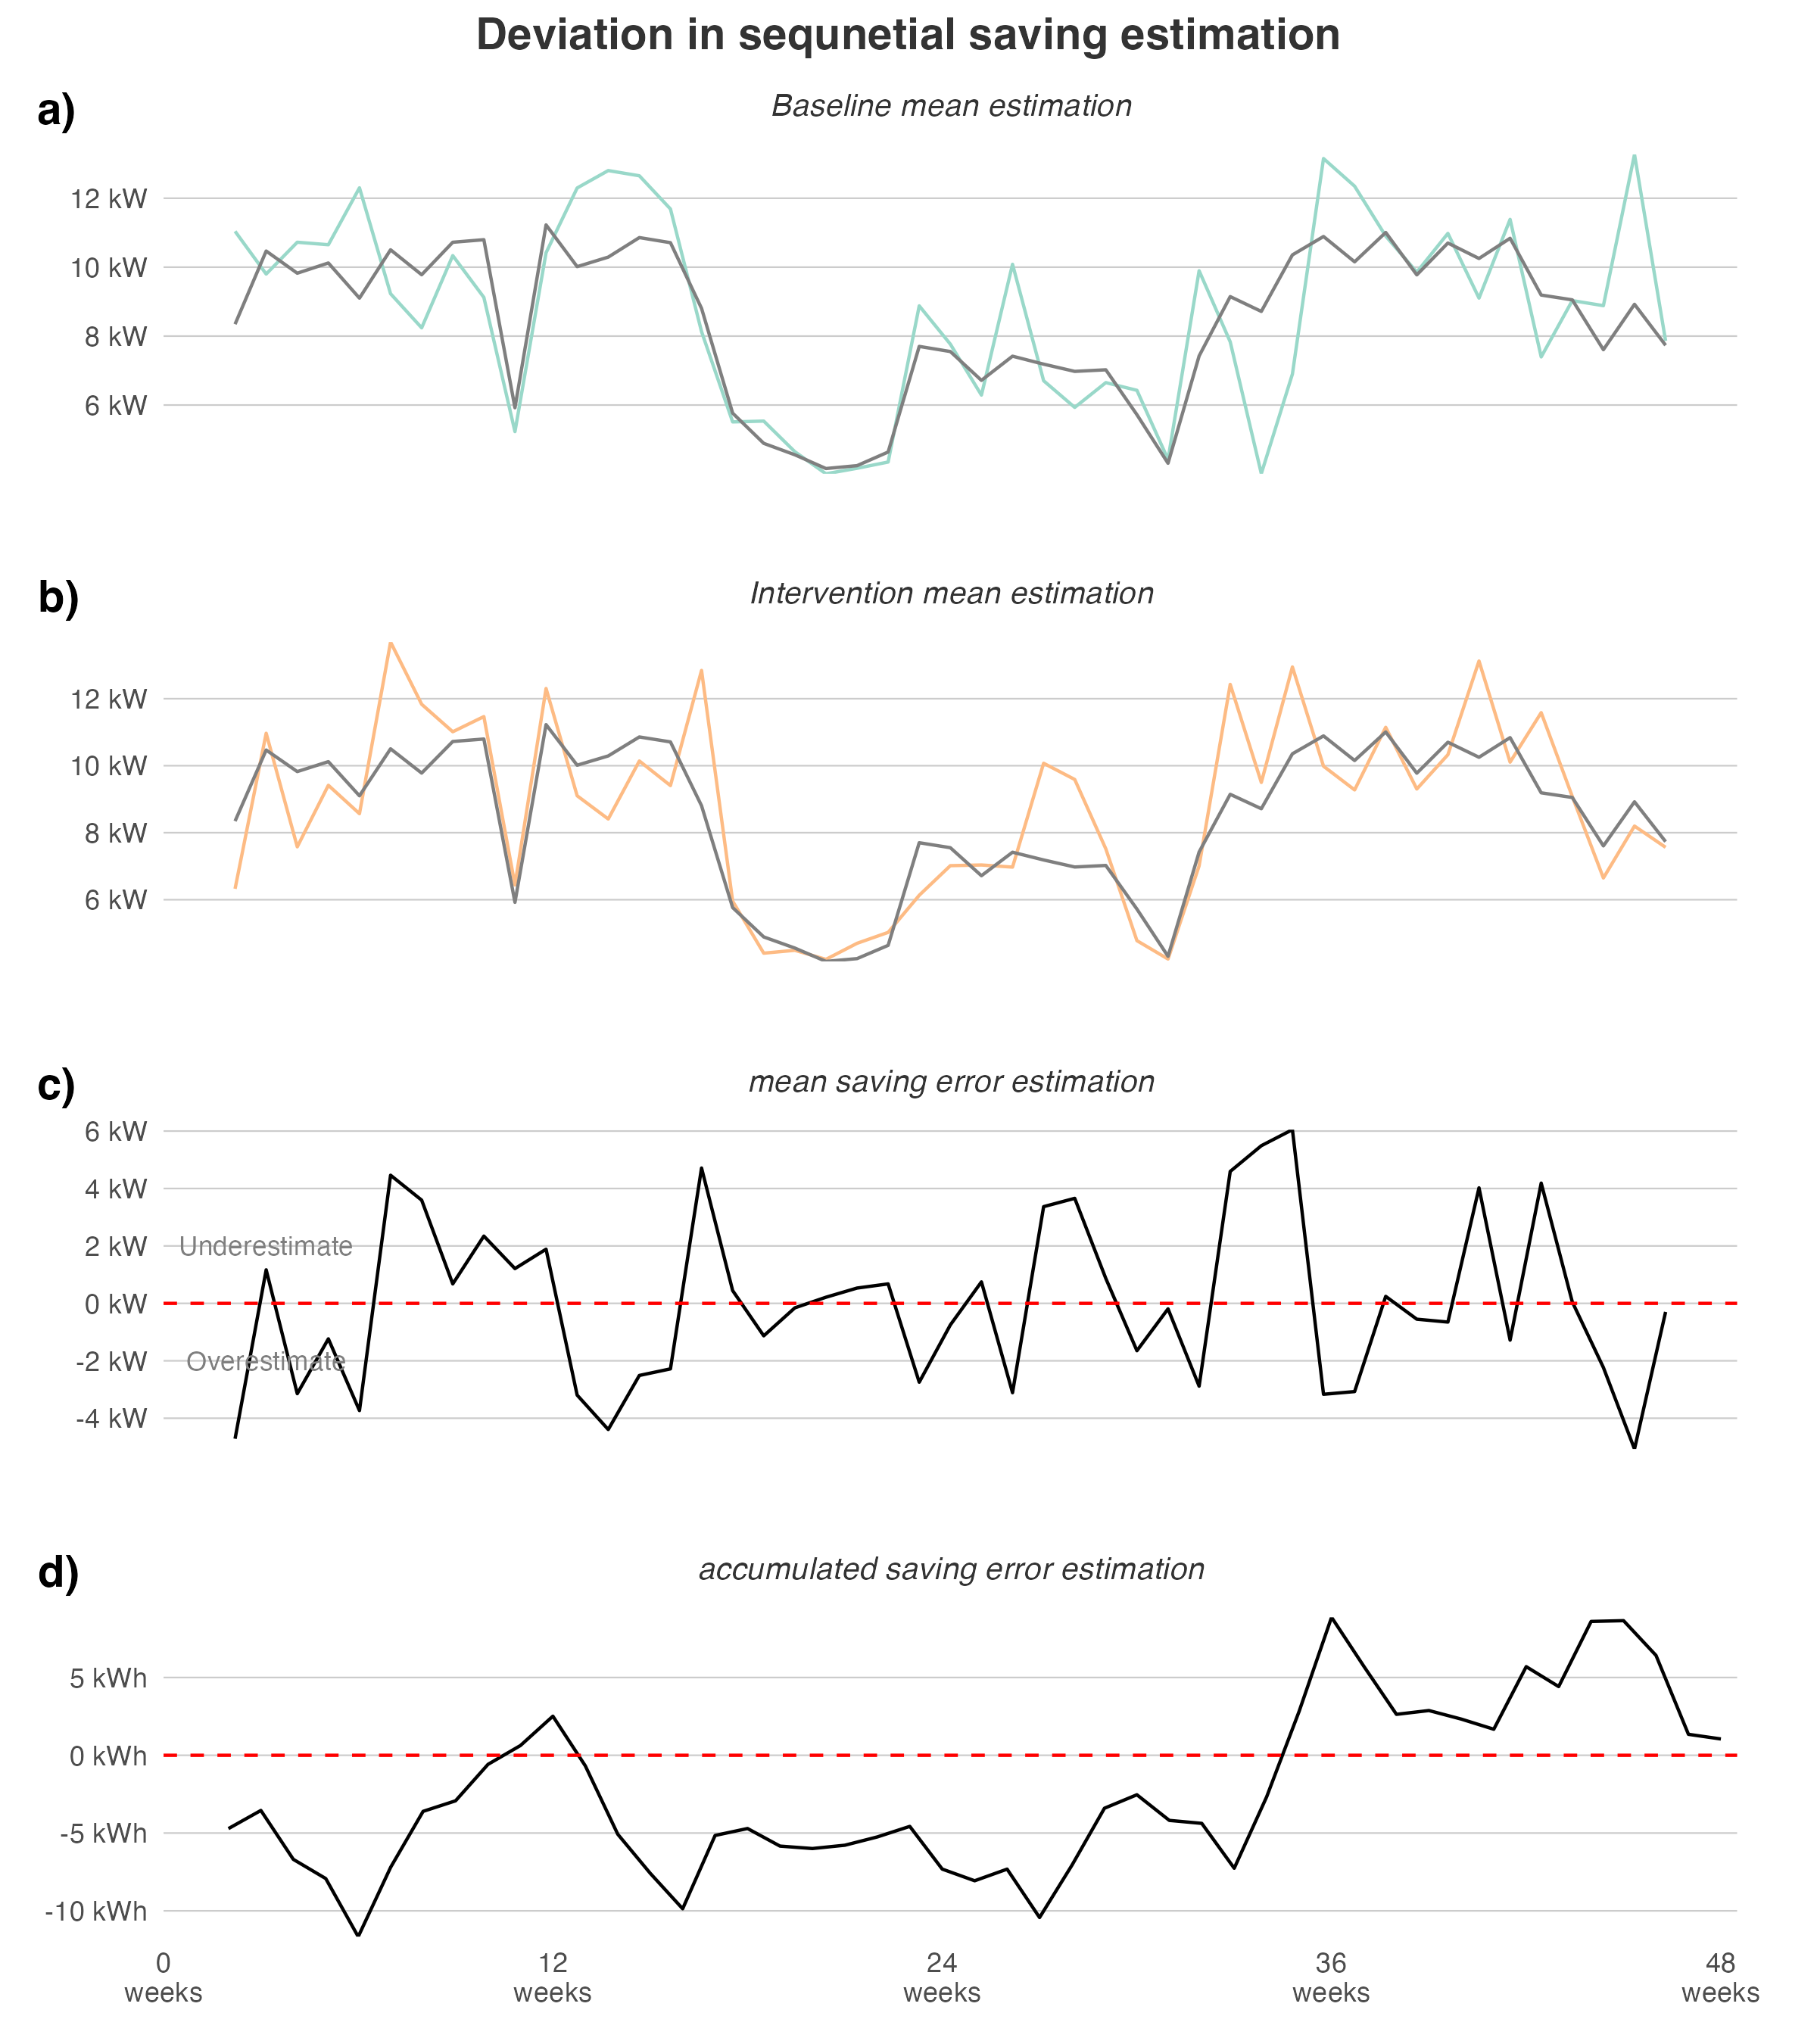 Deviation in sequnetial saving estimation
a)
Baseline mean estimation
12 kW
10 kW
8 kW
6 kW
b)
Intervention mean estimation
12 kW
10 kW
8 kW
6 kW
c)
mean saving error estimation
6 kW
4 kW
2 kW
Underestimate
0 kW
-2 kW
Overestimate
-4 kW
d)
accumulated saving error estimation
5 kWh
0 kWh
-5 kWh
-10 kWh
0 12 24 36 48
weeks weeks weeks weeks weeks